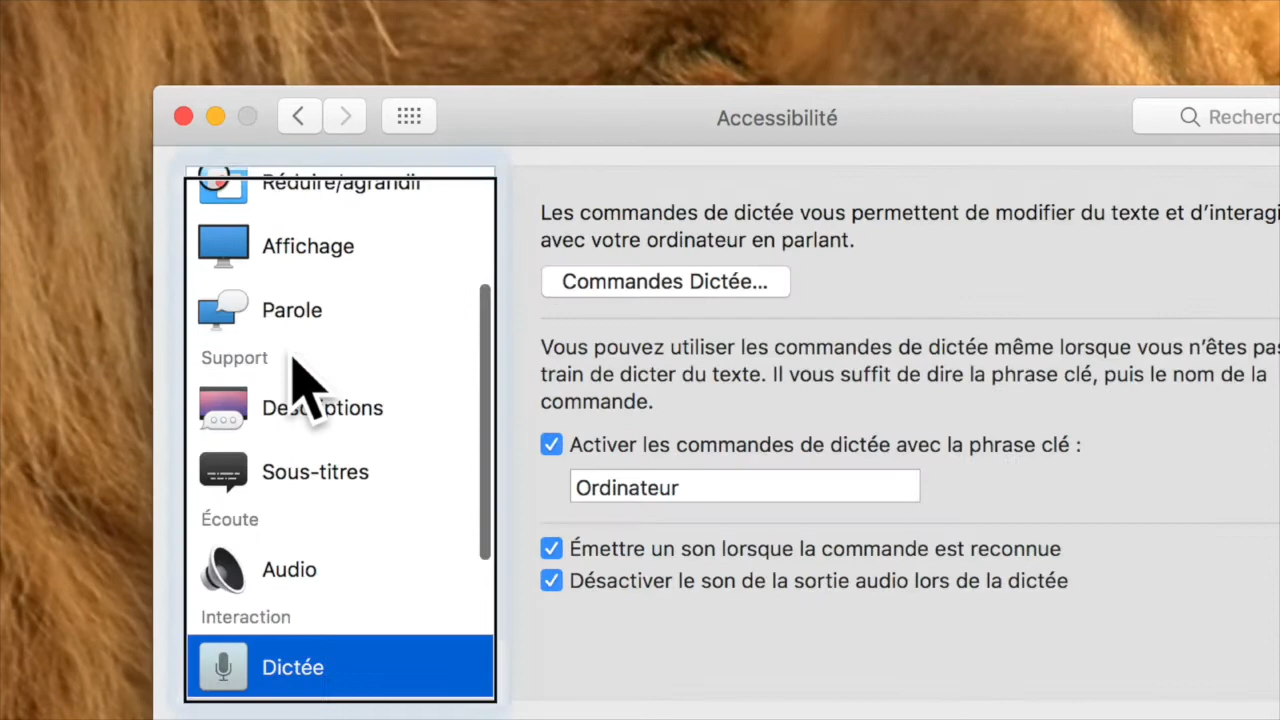 Accessibilité
Recherc
Réduire/agrandi
Affichage
Parole
Support
Descriptions
Sous-titres
Écoute
Audio
Interaction
Dictée
Les commandes de dictée vous permettent de modifier du texte et d'interagi
avec votre ordinateur en parlant.
Commandes Dictée...
Vous pouvez utiliser les commandes de dictée même lorsque vous n'êtes pas
train de dicter du texte. Il vous suffit de dire la phrase clé, puis le nom de la
commande.
Activer les commandes de dictée avec la phrase clé :
Ordinateur
Émettre un son lorsque la commande est reconnue
Désactiver le son de la sortie audio lors de la dictée